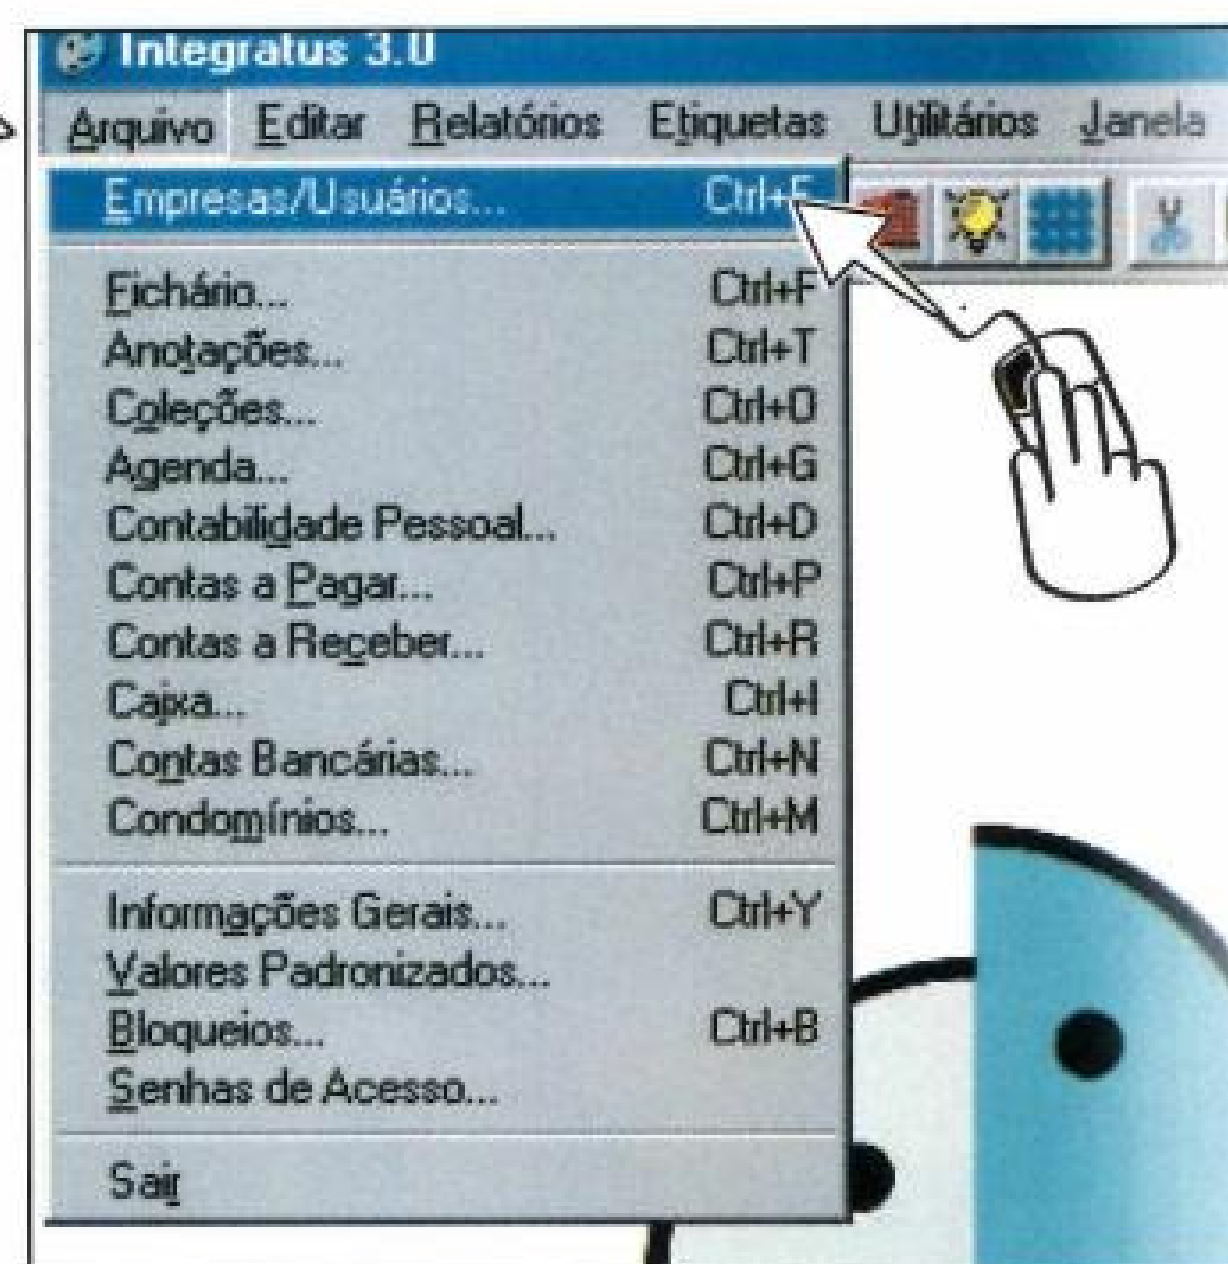 Integratus 3.0
Arquivo Editar Relatórios Etiquetas Utilitários Janela
Empresas/Usuários... Ctrl+E
Fichário... Ctrl+F
Anotações... Ctrl+T
Coleções... Ctrl+O
Agenda... Ctrl+G
Contabilidade Pessoal... Ctrl+D
Contas a Pagar... Ctrl+P
Contas a Receber... Ctrl+R
Caixa... Ctrl+I
Contas Bancárias... Ctrl+N
Condomínios... Ctrl+M
Informações Gerais... Ctrl+Y
Valores Padronizados...
Bloqueios... Ctrl+B
Senhas de Acesso...
Sair